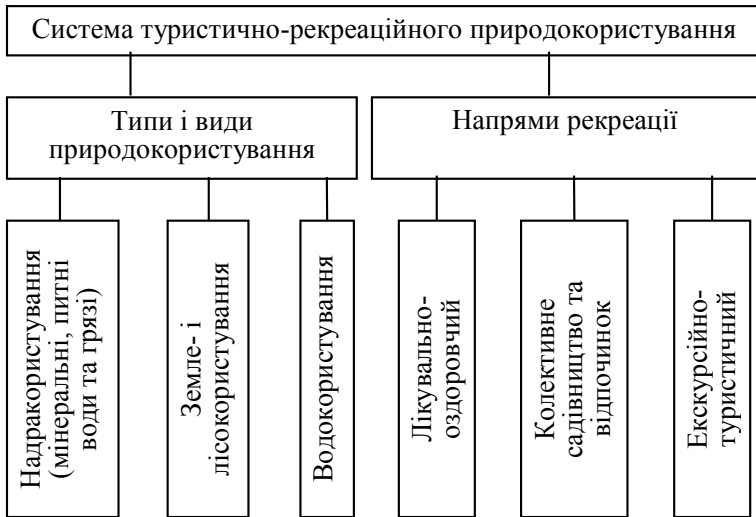 Система туристично-рекреаційного природокористування
Типи і види
природокористування
Напрями рекреації
Надракористування
(мінеральні, питні
води та грязі)
Земле- і
лісокористування
Водокористування
Лікувально-
оздоровчий
Колективне
садівництво та
відпочинок
Екскурсійно-
туристичний